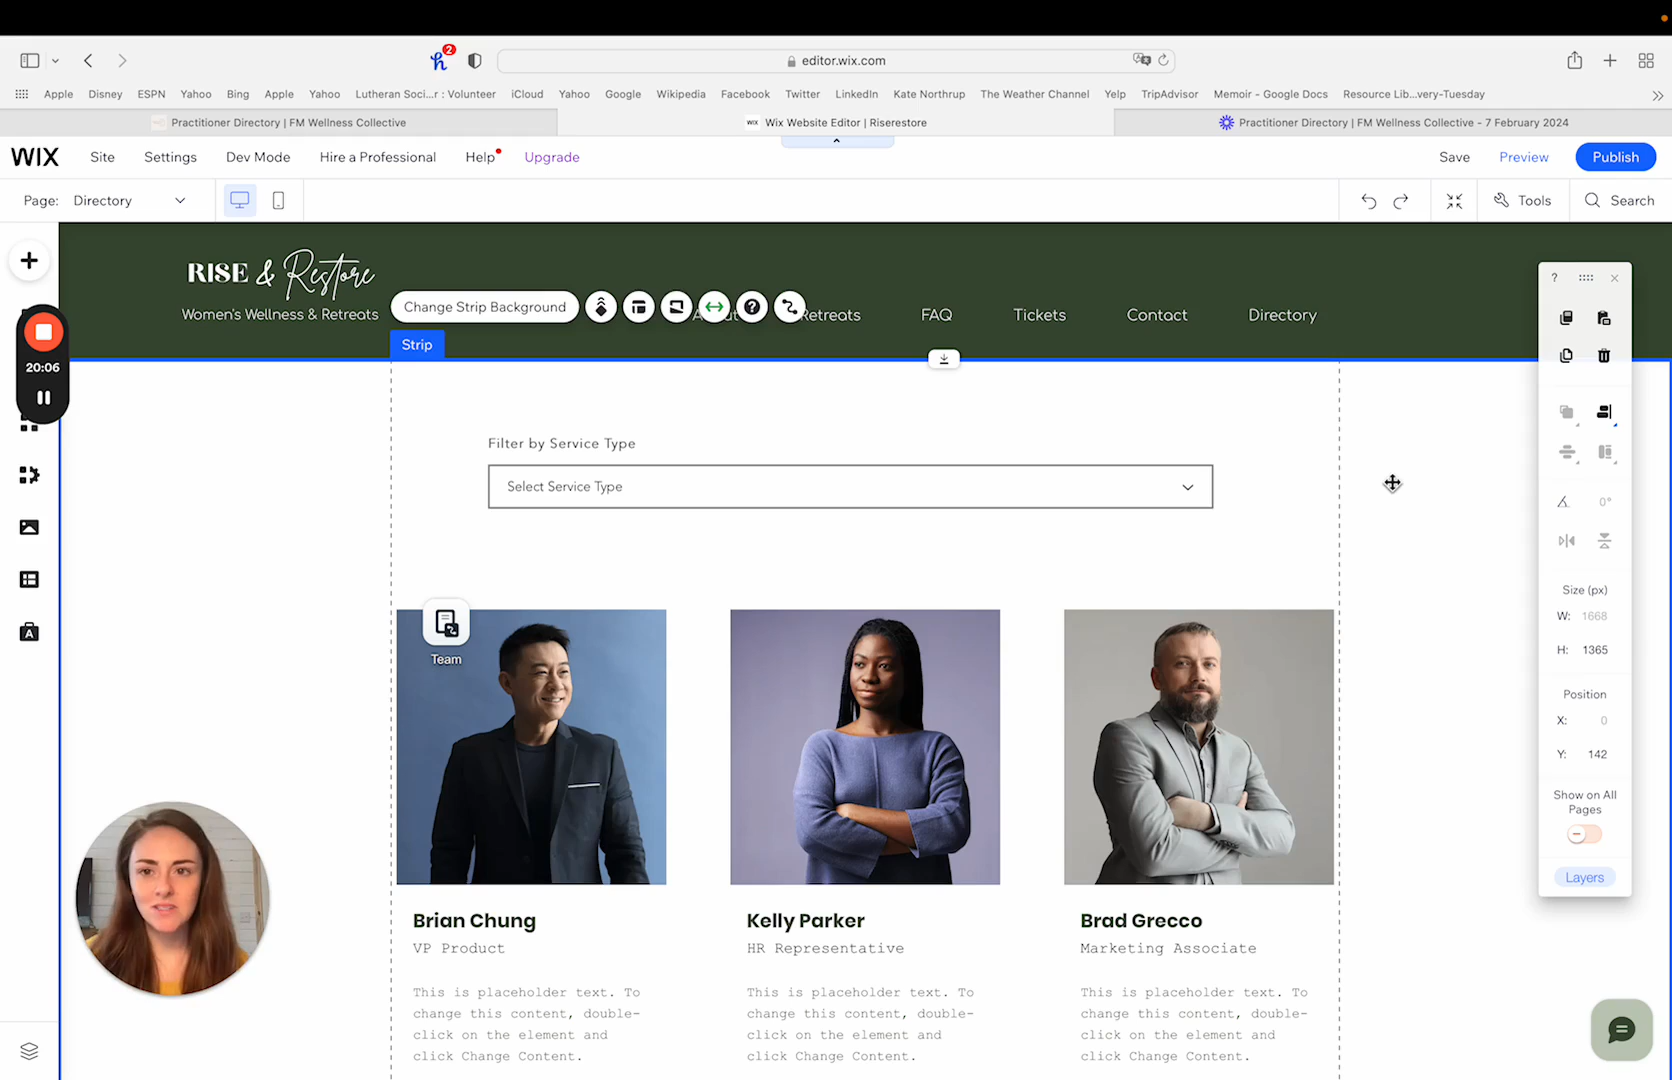 2
editor.wix.com
Apple Disney ESPN Yahoo Bing Apple Yahoo Lutheran Soci...r : Volunteer iCloud Yahoo Google Wikipedia Facebook Twitter LinkedIn Kate Northrup The Weather Channel Yelp TripAdvisor Memoir - Google Docs Resource Lib...very-Tuesday
Practitioner Directory | FM Wellness Collective
WIX Wix Website Editor | Riserestore
Practitioner Directory | FM Wellness Collective - 7 February 2024
WIX Site Settings Dev Mode Hire a Professional Help Upgrade Save Preview Publish
Page: Directory Tools Search
RISE & Restore
Women's Wellness & Retreats
Change Strip Background
Retreats FAQ Tickets Contact Directory
Strip
20:06
Filter by Service Type
Select Service Type
Team
Brian Chung
VP Product
This is placeholder text. To
change this content, double-
click on the element and
click Change Content.
Kelly Parker
HR Representative
This is placeholder text. To
change this content, double-
click on the element and
click Change Content.
Brad Grecco
Marketing Associate
This is placeholder text. To
change this content, double-
click on the element and
click Change Content.
?
0°
Size (px)
W: 1668
H: 1365
Position
X: 0
Y: 142
Show on All
Pages
Layers